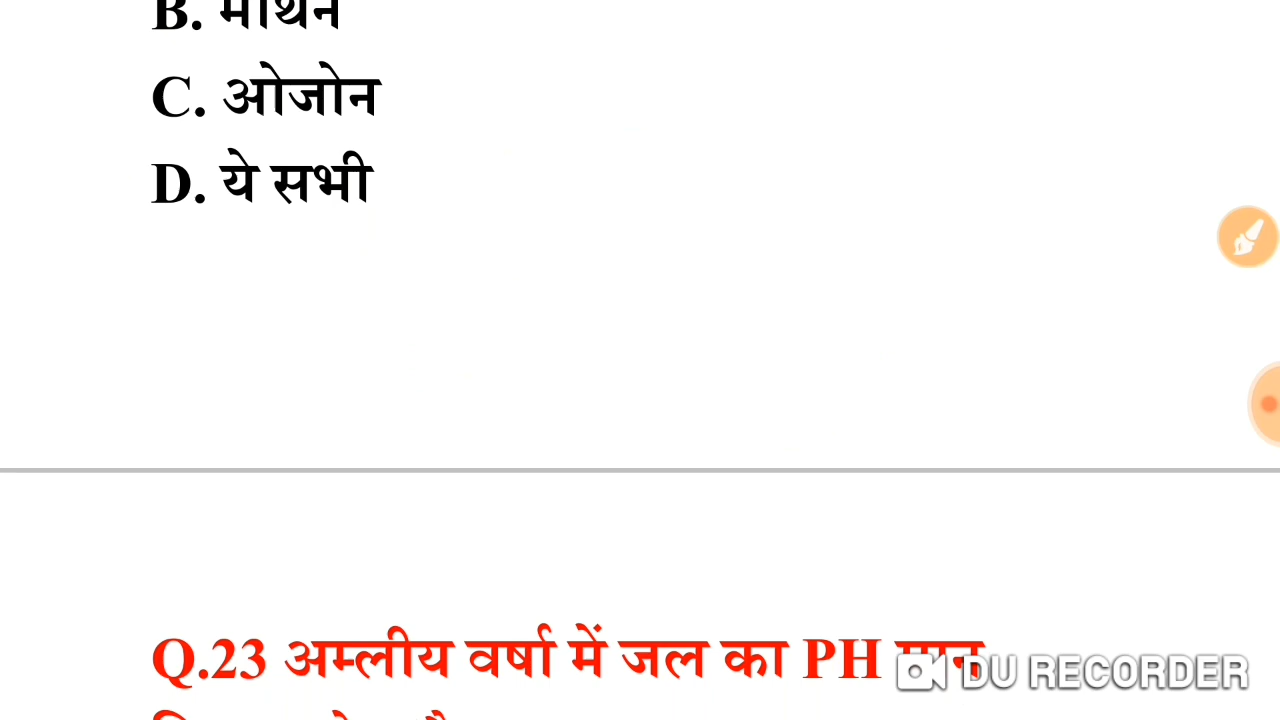 B. मीथेन
C. ओजोन
D. ये सभी
Q.23 अम्लीय वर्षा में जल का PH मान
DU RECORDER